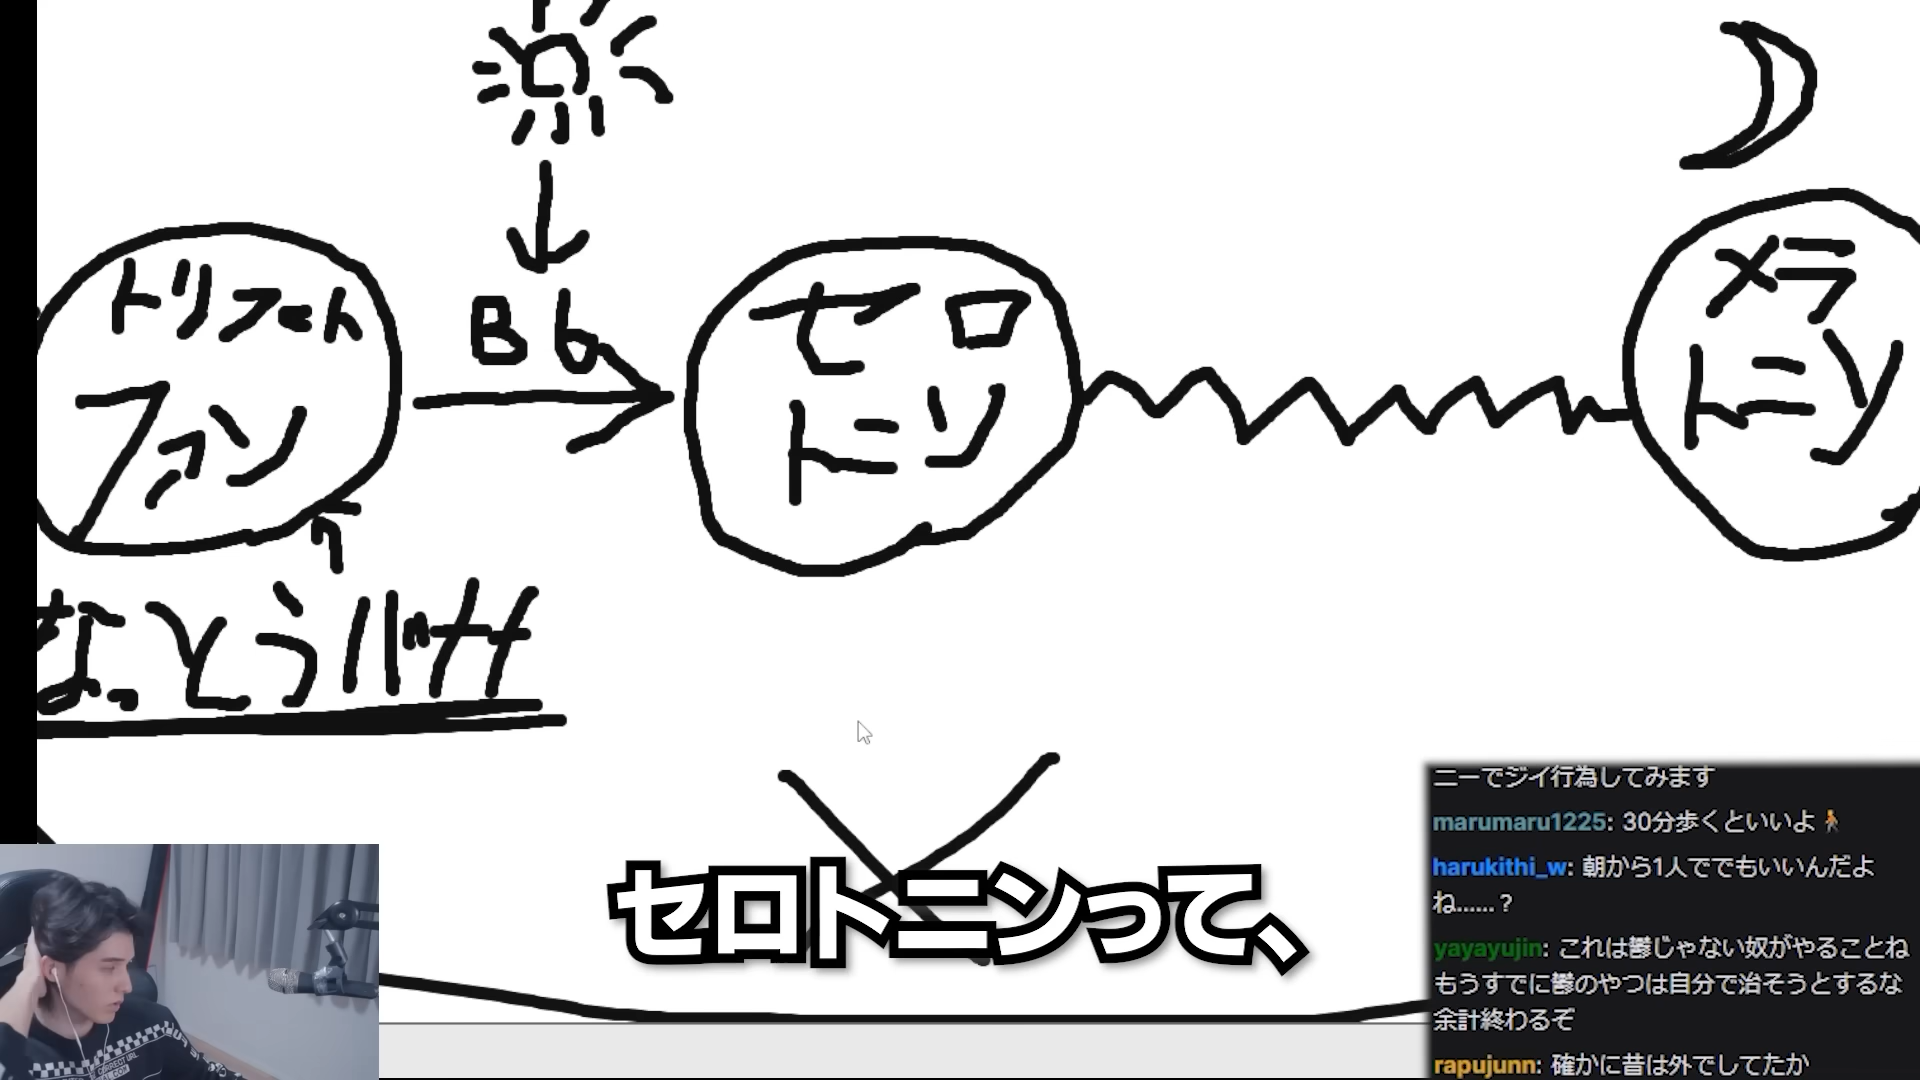 トリプト
ファン
B6
セロ
トニン
メラ
トニン
なっとうバナナ
セロトニンって、
ニーでジイ行為してみます
marumaru1225: 30分歩くといいよ🚶
harukithi_w: 朝から1人ででもいいんだよ
ね......？
yayayujin: これは鬱じゃない奴がやることね
もうすでに鬱のやつは自分で治そうとするな
余計終わるぞ
rapujunn: 確かに昔は外でしてたか